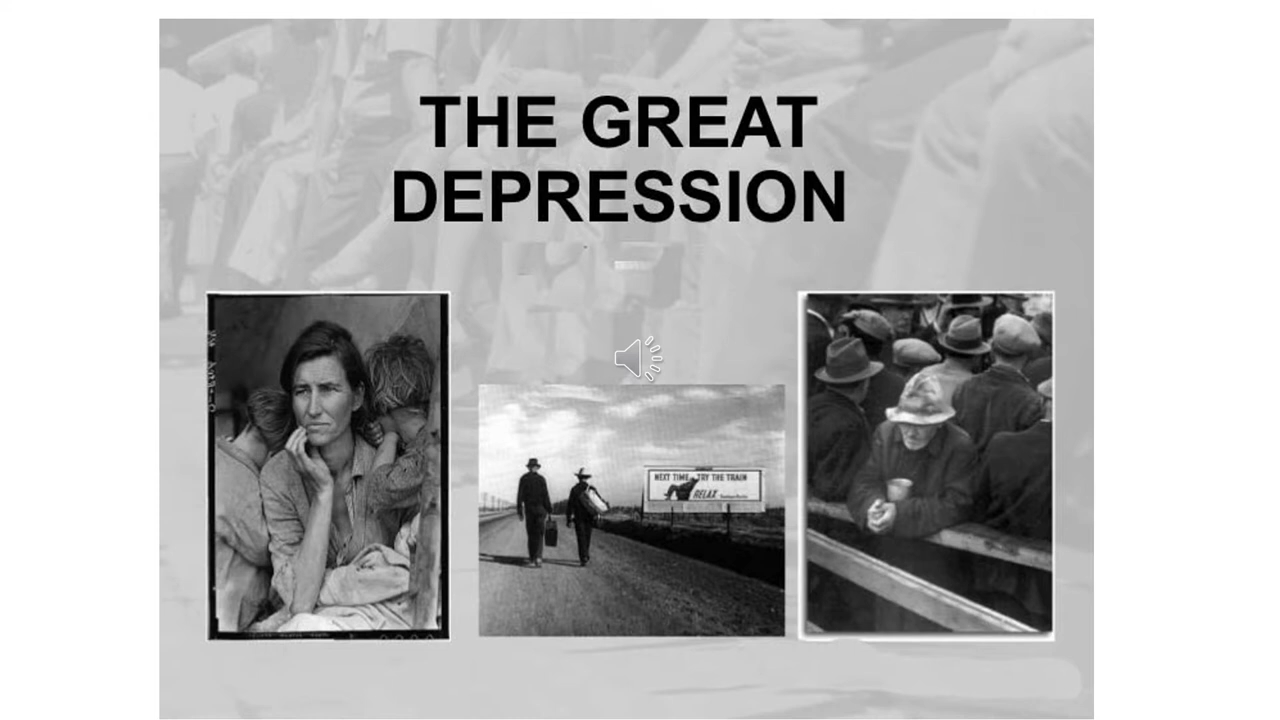 THE GREAT
DEPRESSION
NEXT TIME TRY THE TRAIN
RELAX